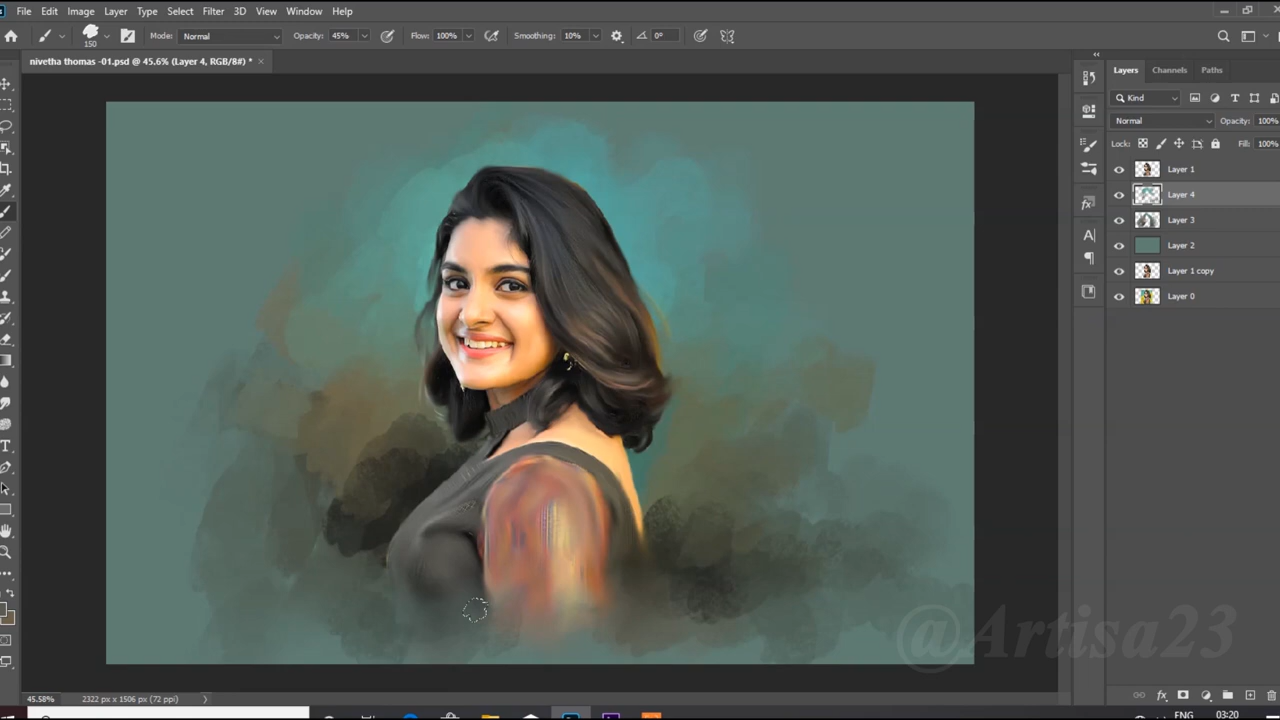 File Edit Image Layer Type Select Filter 3D View Window Help
150 Mode: Normal Opacity: 45% Flow: 100% Smoothing: 10% 0°
nivetha thomas -01.psd @ 45.6% (Layer 4, RGB/8#) * ×
Layers Channels Paths
Kind
Normal Opacity: 100%
Lock: Fill: 100%
Layer 1
Layer 4
Layer 3
Layer 2
Layer 1 copy
Layer 0
@Artisa23
45.58% 2322 px x 1506 px (72 ppi)
ENG 03:20